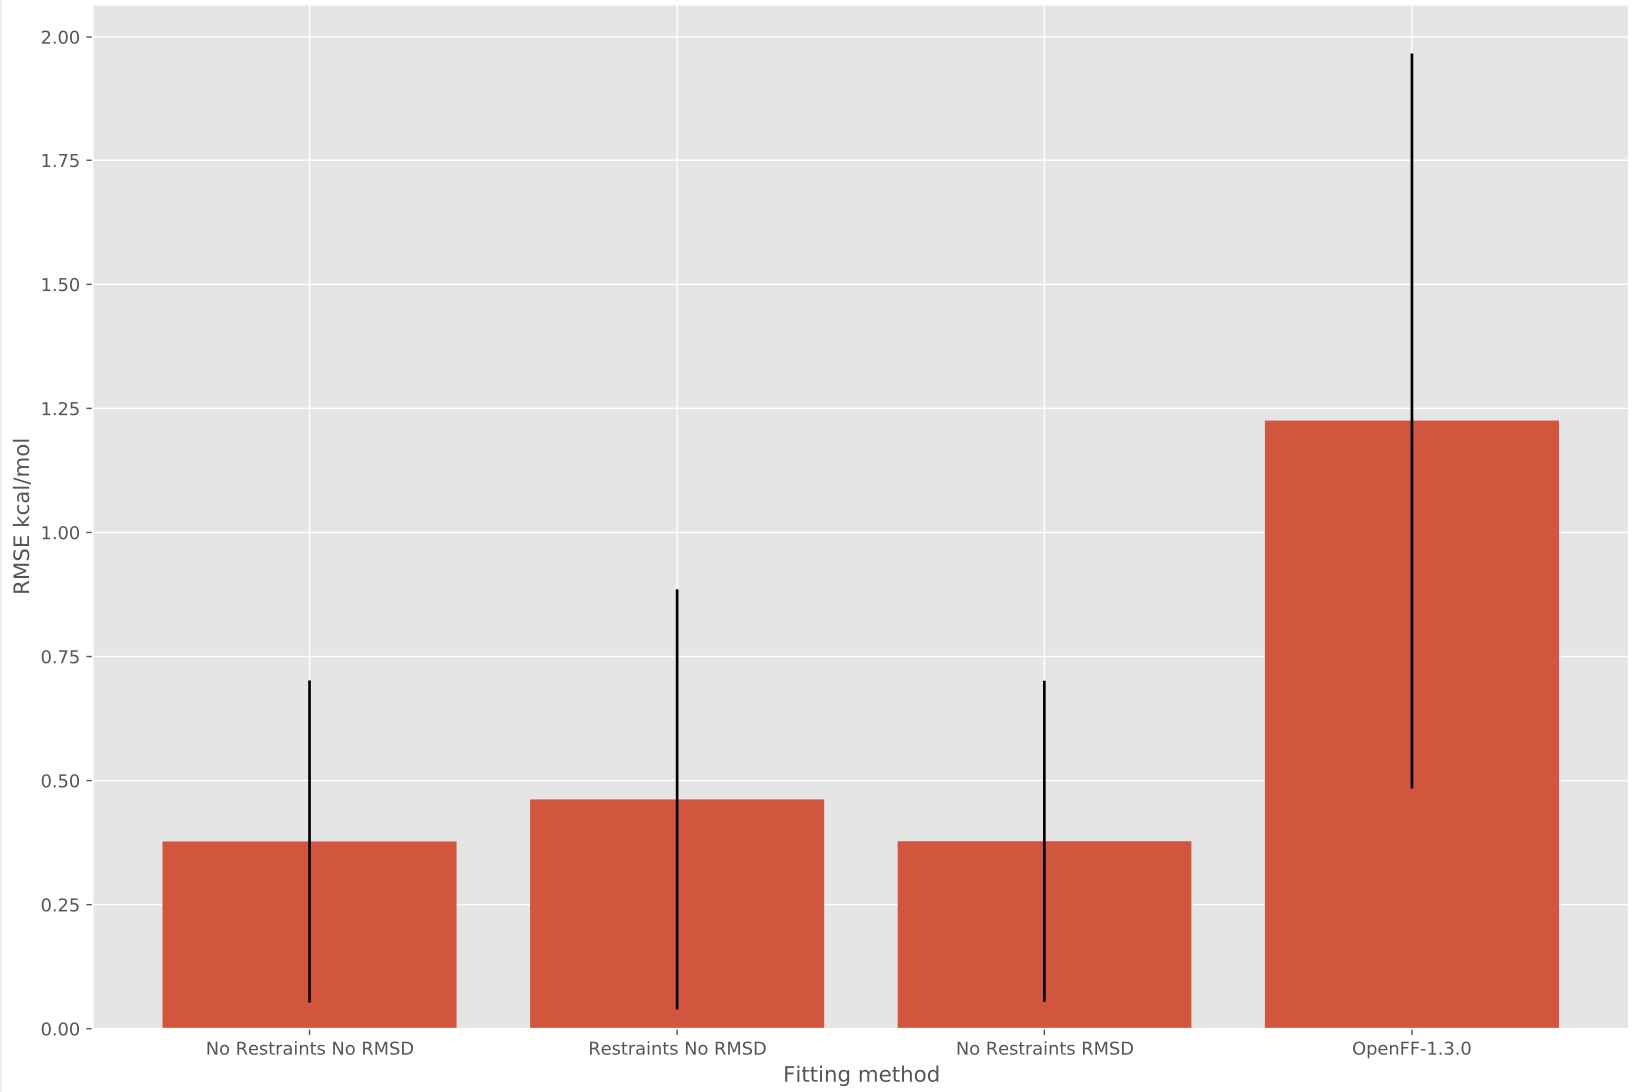 2.00
1.75
1.50
1.25
1.00
0.75
0.50
0.25
0.00
RMSE kcal/mol
No Restraints No RMSD
Restraints No RMSD
No Restraints RMSD
OpenFF-1.3.0
Fitting method